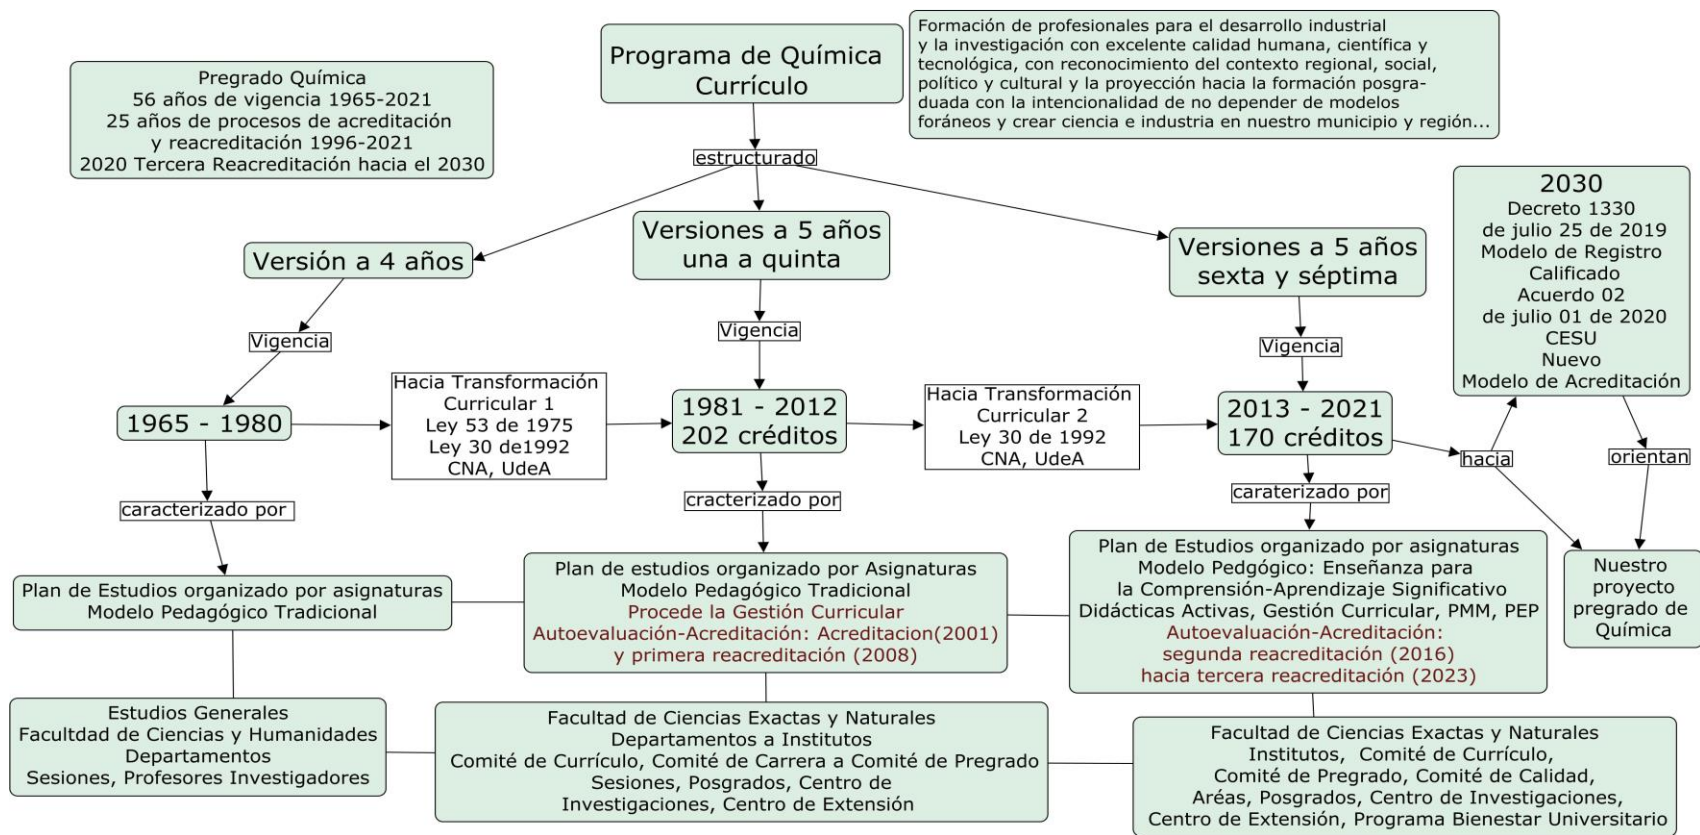 Programa de Química
Currículo
Formación de profesionales para el desarrollo industrial
y la investigación con excelente calidad humana, científica y
tecnológica, con reconocimiento del contexto regional, social,
político y cultural y la proyección hacia la formación posgra-
duada con la intencionalidad de no depender de modelos
foráneos y crear ciencia e industria en nuestro municipio y región...
Pregrado Química
56 años de vigencia 1965-2021
25 años de procesos de acreditación
y reacreditación 1996-2021
2020 Tercera Reacreditación hacia el 2030
estructurado
Versión a 4 años
Versiones a 5 años
una a quinta
Versiones a 5 años
sexta y séptima
2030
Decreto 1330
de julio 25 de 2019
Modelo de Registro
Calificado
Acuerdo 02
de julio 01 de 2020
CESU
Nuevo
Modelo de Acreditación
Vigencia
Vigencia
Vigencia
1965 - 1980
Hacia Transformación
Curricular 1
Ley 53 de 1975
Ley 30 de1992
CNA, UdeA
1981 - 2012
202 créditos
Hacia Transformación
Curricular 2
Ley 30 de 1992
CNA, UdeA
2013 - 2021
170 créditos
hacia
orientan
caracterizado por
cracterizado por
caraterizado por
Plan de Estudios organizado por asignaturas
Modelo Pedagógico Tradicional
Plan de estudios organizado por Asignaturas
Modelo Pedagógico Tradicional
Procede la Gestión Curricular
Autoevaluación-Acreditación: Acreditacion(2001)
y primera reacreditación (2008)
Plan de Estudios organizado por asignaturas
Modelo Pedgógico: Enseñanza para
la Comprensión-Aprendizaje Significativo
Didácticas Activas, Gestión Curricular, PMM, PEP
Autoevaluación-Acreditación:
segunda reacreditación (2016)
hacia tercera reacreditación (2023)
Nuestro
proyecto
pregrado de
Química
Estudios Generales
Facultdad de Ciencias y Humanidades
Departamentos
Sesiones, Profesores Investigadores
Facultad de Ciencias Exactas y Naturales
Departamentos a Institutos
Comité de Currículo, Comité de Carrera a Comité de Pregrado
Sesiones, Posgrados, Centro de
Investigaciones, Centro de Extensión
Facultad de Ciencias Exactas y Naturales
Institutos, Comité de Currículo,
Comité de Pregrado, Comité de Calidad,
Aréas, Posgrados, Centro de Investigaciones,
Centro de Extensión, Programa Bienestar Universitario